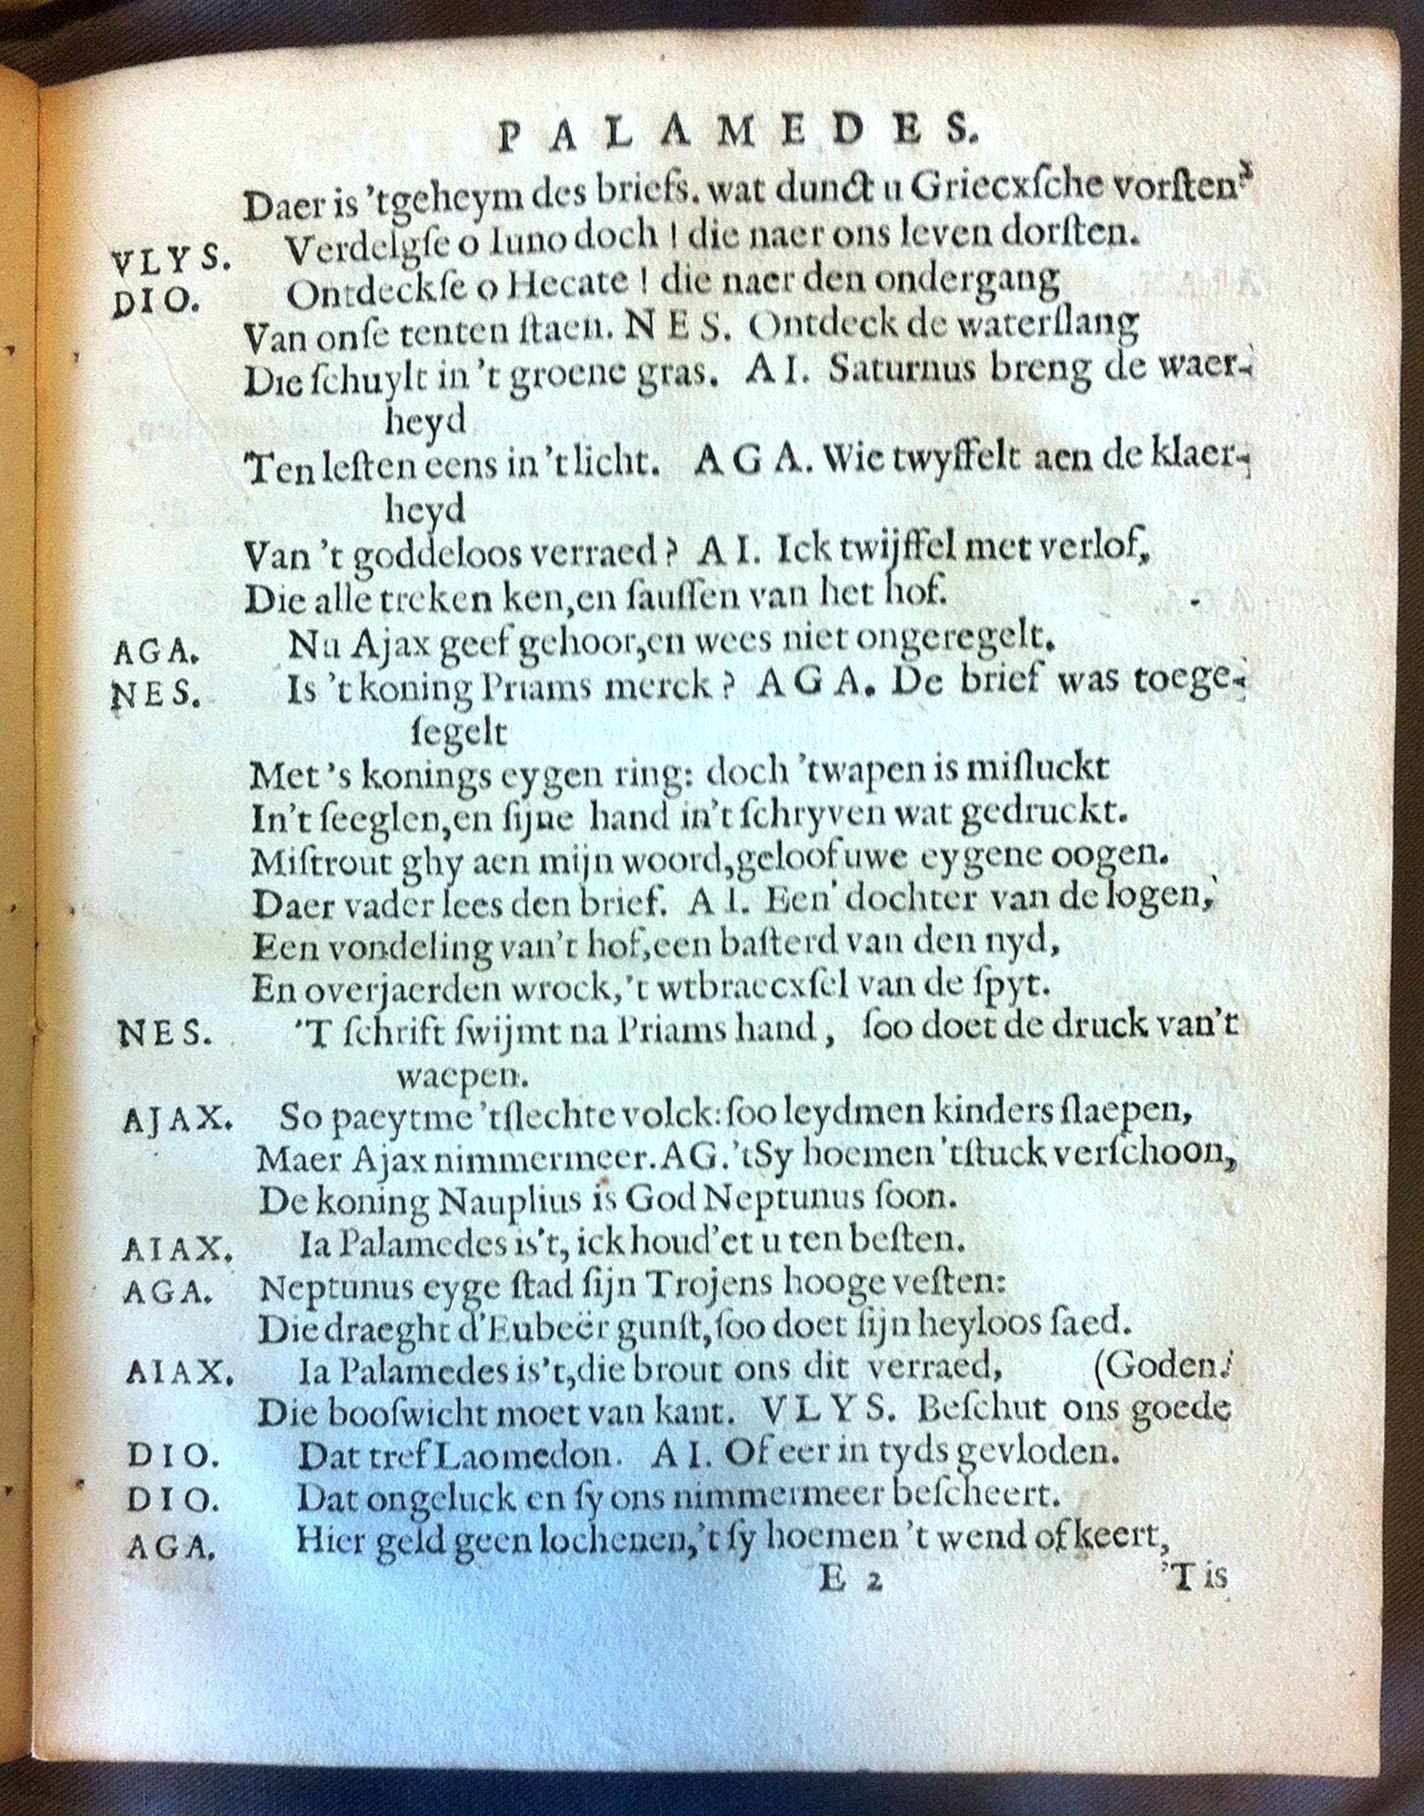 PALAMEDES.
Daer is 'tgeheym des briefs. wat dunct u Griecxſche vorſten?
VLYS. Verdelgſe o Iuno doch! die naer ons leven dorſten.
DIO. Ontdeckſe o Hecate! die naer den ondergang
Van onſe tenten ſtaen. NES. Ontdeck de waterſlang
Die ſchuylt in 't groene gras. AI. Saturnus breng de waer-
heyd
Ten leſten eens in 't licht. AGA. Wie twyffelt aen de klaer-
heyd
Van 't goddeloos verraed? AI. Ick twijffel met verlof,
Die alle treken ken, en ſauſſen van het hof.
AGA. Nu Ajax geef gehoor, en wees niet ongeregelt.
NES. Is 't koning Priams merck? AGA. De brief was toege-
ſegelt
Met 's konings eygen ring: doch 'twapen is miſluckt
In't ſeeglen, en ſijne hand in't ſchryven wat gedruckt.
Miſtrout ghy aen mijn woord, geloof uwe eygene oogen.
Daer vader lees den brief. AI. Een dochter van de logen,
Een vondeling van't hof, een baſterd van den nyd,
En overjaerden wrock, 't wtbraecxſel van de ſpyt.
NES. 'T ſchrift ſwijmt na Priams hand, ſoo doet de druck van't
waepen.
AJAX. So paeytme 'tſlechte volck: ſoo leydmen kinders ſlaepen,
Maer Ajax nimmermeer. AG. 'tSy hoemen 'tſtuck verſchoon,
De koning Nauplius is God Neptunus ſoon.
AIAX. Ia Palamedes is't, ick houd'et u ten beſten.
AGA. Neptunus eyge ſtad ſijn Trojens hooge veſten:
Die draeght d'Eubeër gunſt, ſoo doet ſijn heyloos ſaed.
AIAX. Ia Palamedes is't, die brout ons dit verraed, (Goden.
Die booſwicht moet van kant. VLYS. Beſchut ons goede
DIO. Dat tref Laomedon. AI. Of eer in tyds gevloden.
DIO. Dat ongeluck en ſy ons nimmermeer beſcheert.
AGA. Hier geld geen lochenen, 't ſy hoemen 't wend of keert,
E 2 'T is